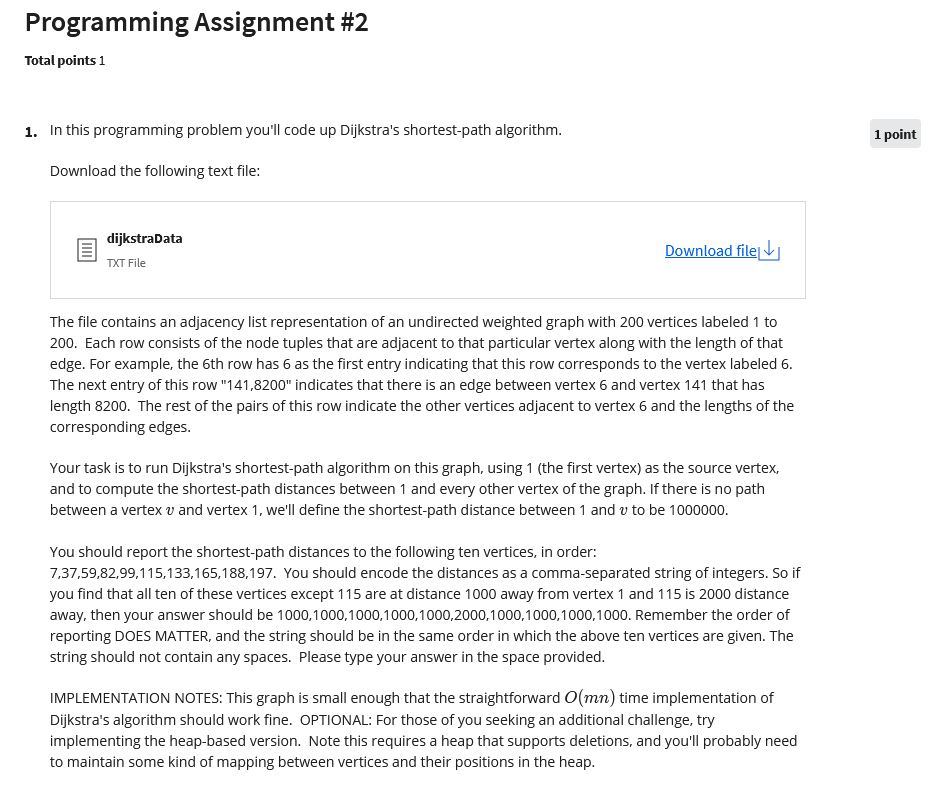 Programming Assignment #2
Total points 1
1. In this programming problem you'll code up Dijkstra's shortest-path algorithm.
1 point
Download the following text file:
dijkstraData
TXT File
Download file
The file contains an adjacency list representation of an undirected weighted graph with 200 vertices labeled 1 to
200.  Each row consists of the node tuples that are adjacent to that particular vertex along with the length of that
edge. For example, the 6th row has 6 as the first entry indicating that this row corresponds to the vertex labeled 6.
The next entry of this row "141,8200" indicates that there is an edge between vertex 6 and vertex 141 that has
length 8200.  The rest of the pairs of this row indicate the other vertices adjacent to vertex 6 and the lengths of the
corresponding edges.
Your task is to run Dijkstra's shortest-path algorithm on this graph, using 1 (the first vertex) as the source vertex,
and to compute the shortest-path distances between 1 and every other vertex of the graph. If there is no path
between a vertex v and vertex 1, we'll define the shortest-path distance between 1 and v to be 1000000.
You should report the shortest-path distances to the following ten vertices, in order:
7,37,59,82,99,115,133,165,188,197.  You should encode the distances as a comma-separated string of integers. So if
you find that all ten of these vertices except 115 are at distance 1000 away from vertex 1 and 115 is 2000 distance
away, then your answer should be 1000,1000,1000,1000,1000,2000,1000,1000,1000,1000. Remember the order of
reporting DOES MATTER, and the string should be in the same order in which the above ten vertices are given. The
string should not contain any spaces.  Please type your answer in the space provided.
IMPLEMENTATION NOTES: This graph is small enough that the straightforward O(mn) time implementation of
Dijkstra's algorithm should work fine.  OPTIONAL: For those of you seeking an additional challenge, try
implementing the heap-based version.  Note this requires a heap that supports deletions, and you'll probably need
to maintain some kind of mapping between vertices and their positions in the heap.